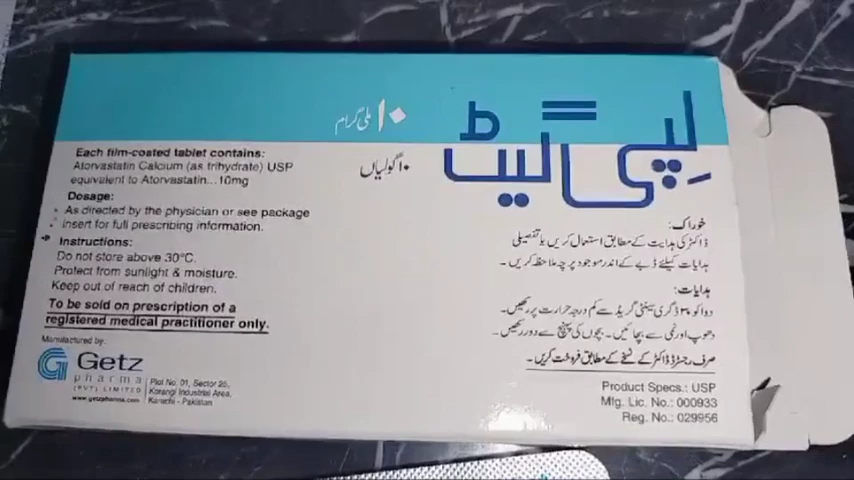 لپی گیٹ
۱۰ ملی گرام
۱۰ گولیاں
Each film-coated tablet contains:
Atorvastatin Calcium (as trihydrate) USP
equivalent to Atorvastatin...10mg
Dosage:
As directed by the physician or see package
insert for full prescribing information.
Instructions:
Do not store above 30°C.
Protect from sunlight & moisture.
Keep out of reach of children.
To be sold on prescription of a
registered medical practitioner only.
Manufactured by:
G Getz
pharma
(PVT) LIMITED
www.getzpharma.com
Plot No. 01, Sector 25,
Korangi Industrial Area,
Karachi - Pakistan
خوراک:
ڈاکٹر کی ہدایت کے مطابق استعمال کریں یا تفصیلی
ہدایات کیلئے ڈبے کے اندر موجود پرچہ ملاحظہ کریں۔
ہدایات:
دوا کو ۳۰ ڈگری سینٹی گریڈ سے کم درجہ حرارت پر رکھیں۔
دھوپ اور نمی سے بچائیں۔ بچوں کی پہنچ سے دور رکھیں۔
صرف رجسٹرڈ ڈاکٹر کے نسخے کے مطابق فروخت کریں۔
Product Specs.: USP
Mfg. Lic. No.: 000933
Reg. No.: 029956